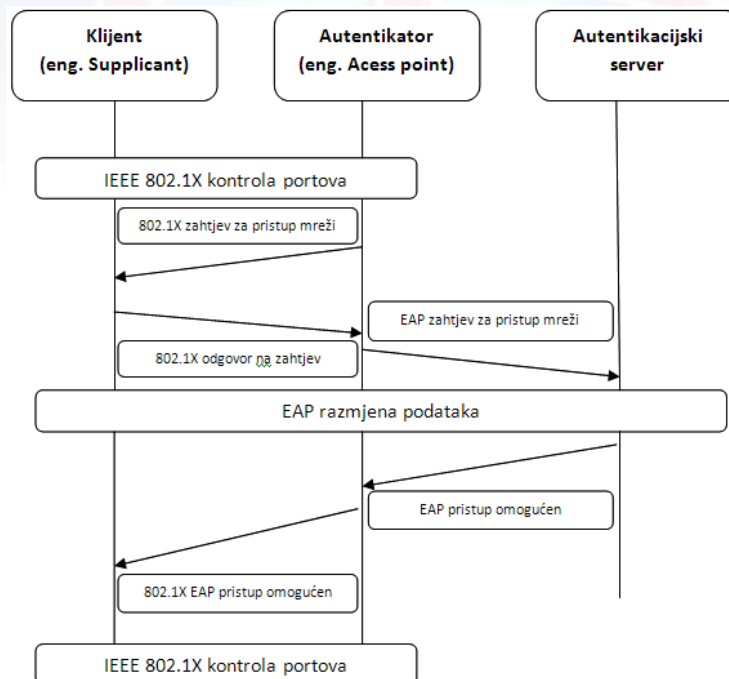 Klijent
(eng. Supplicant)
Autentikator
(eng. Acess point)
Autentikacijski
server
IEEE 802.1X kontrola portova
802.1X zahtjev za pristup mreži
EAP zahtjev za pristup mreži
802.1X odgovor na zahtjev
EAP razmjena podataka
EAP pristup omogućen
802.1X EAP pristup omogućen
IEEE 802.1X kontrola portova